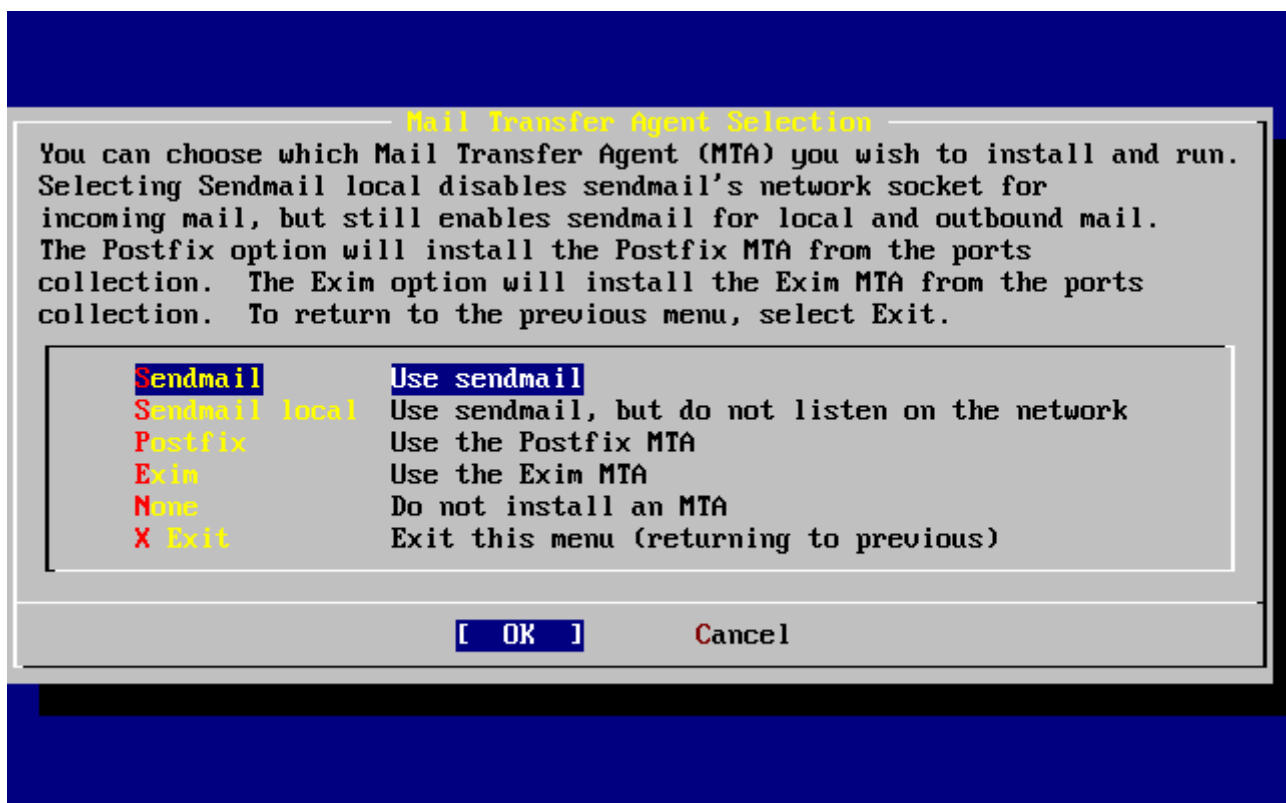 Mail Transfer Agent Selection
You can choose which Mail Transfer Agent (MTA) you wish to install and run.
Selecting Sendmail local disables sendmail's network socket for
incoming mail, but still enables sendmail for local and outbound mail.
The Postfix option will install the Postfix MTA from the ports
collection.  The Exim option will install the Exim MTA from the ports
collection.  To return to the previous menu, select Exit.
Sendmail Use sendmail
Sendmail local Use sendmail, but do not listen on the network
Postfix Use the Postfix MTA
Exim Use the Exim MTA
None Do not install an MTA
X Exit Exit this menu (returning to previous)
[ OK ] Cancel